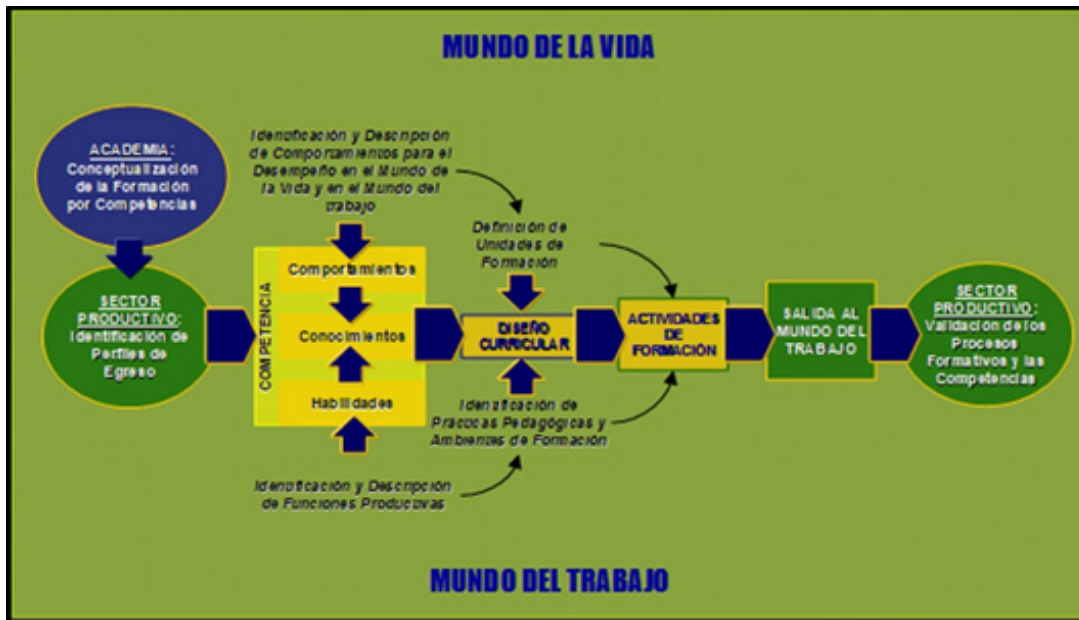 MUNDO DE LA VIDA
ACADEMIA:
Conceptualización
de la Formación
por Competencias
SECTOR
PRODUCTIVO:
Identificación de
Perfiles de
Egreso
Identificación y Descripción
de Comportamientos para el
Desempeño en el Mundo de
la Vida y en el Mundo del
trabajo
COMPETENCIA
Comportamientos
Conocimientos
Habilidades
Identificación y Descripción
de Funciones Productivas
Definición de
Unidades de
Formación
DISEÑO
CURRICULAR
Identificación de
Prácticas Pedagógicas y
Ambientes de Formación
ACTIVIDADES
DE
FORMACIÓN
SALIDA AL
MUNDO DEL
TRABAJO
SECTOR
PRODUCTIVO:
Validación de los
Procesos
Formativos y las
Competencias
MUNDO DEL TRABAJO